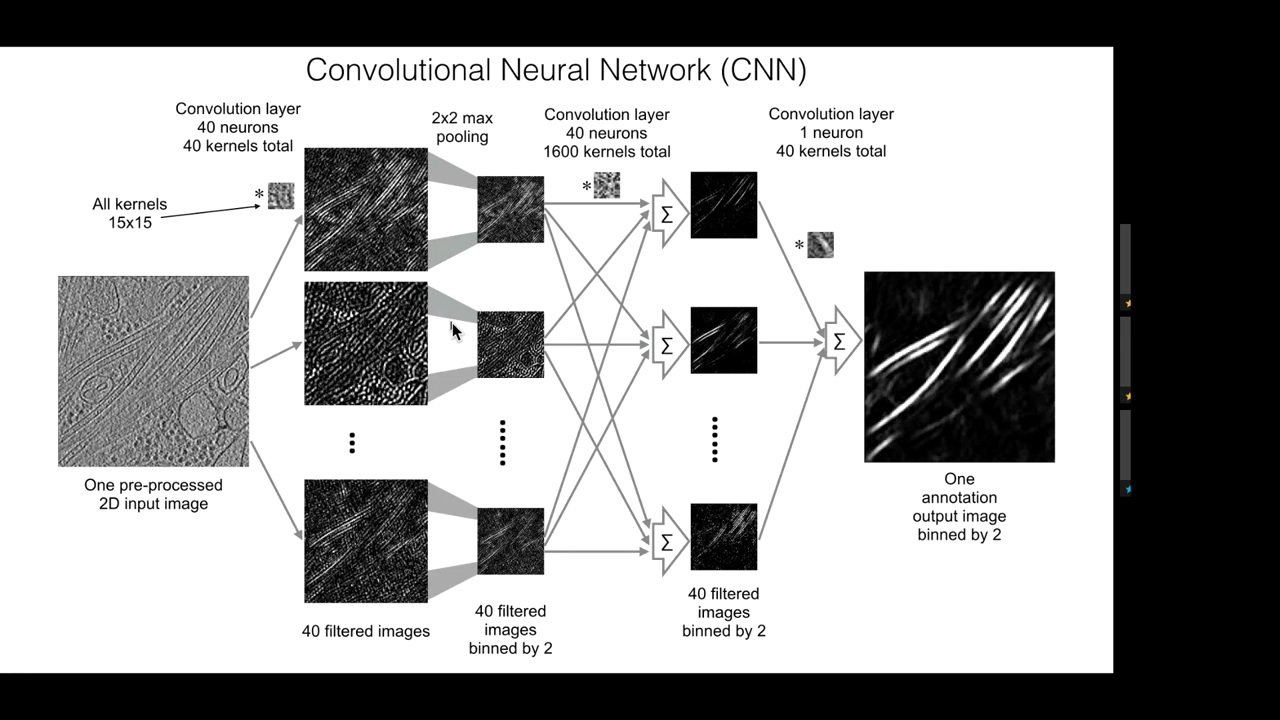 Convolutional Neural Network (CNN)
Convolution layer
40 neurons
40 kernels total
2x2 max
pooling
Convolution layer
40 neurons
1600 kernels total
Convolution layer
1 neuron
40 kernels total
All kernels
15x15
*
*
*
Σ
Σ
Σ
Σ
One pre-processed
2D input image
40 filtered images
40 filtered
images
binned by 2
40 filtered
images
binned by 2
One
annotation
output image
binned by 2